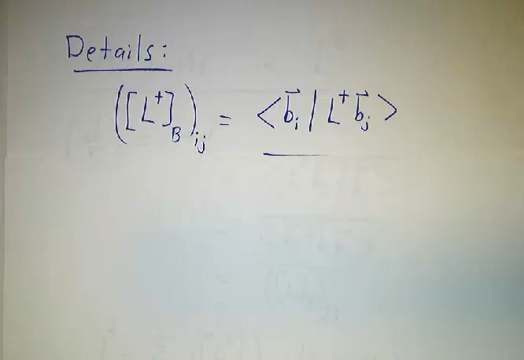 Details:
([L⁺]_B)_ij = <b⃗_i | L⁺ b⃗_j>